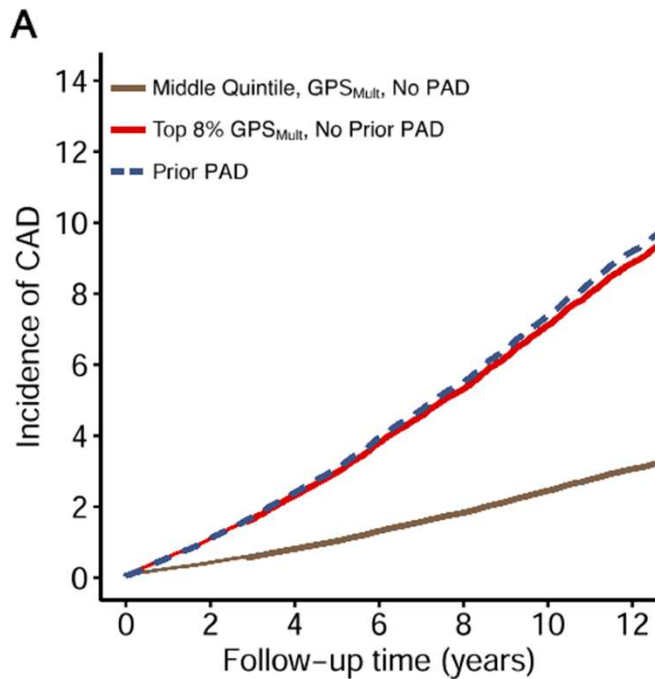 A
14
Middle Quintile, GPSMult, No PAD
Top 8% GPSMult, No Prior PAD
12
Prior PAD
10
8
6
4
2
0
Incidence of CAD
0 2 4 6 8 10 12
Follow-up time (years)